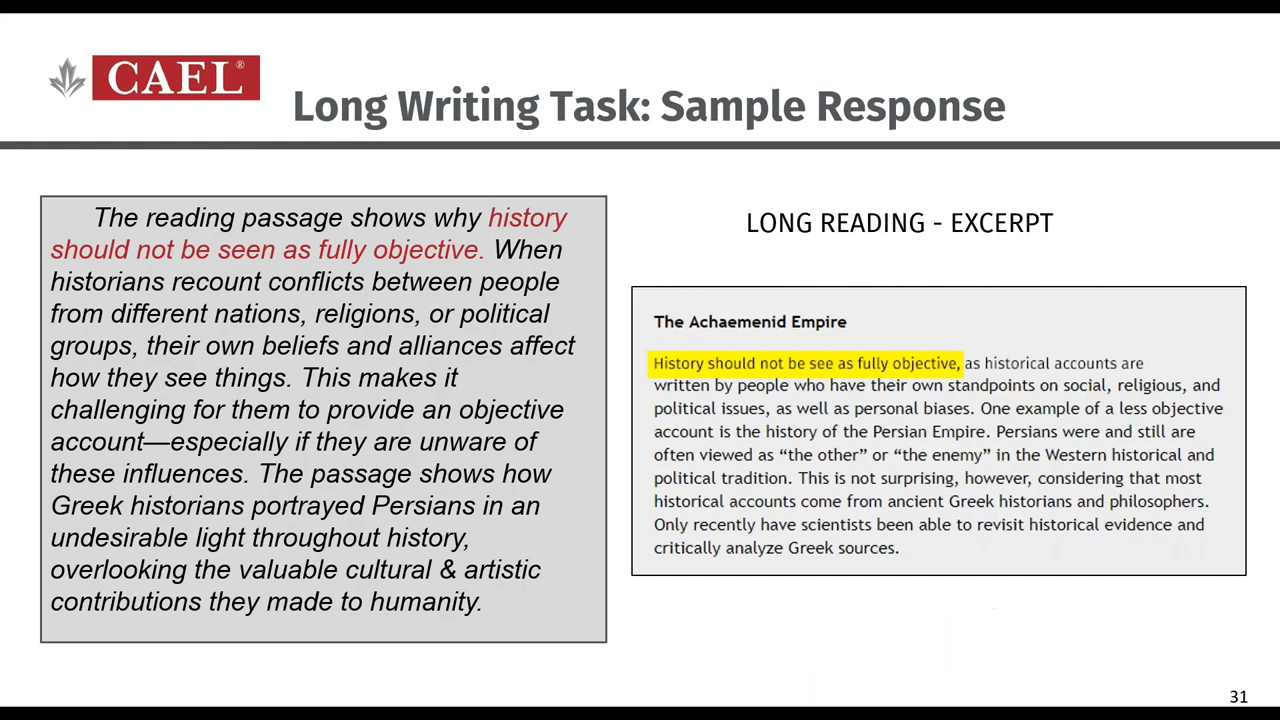 CAEL®
Long Writing Task: Sample Response
The reading passage shows why history
should not be seen as fully objective. When
historians recount conflicts between people
from different nations, religions, or political
groups, their own beliefs and alliances affect
how they see things. This makes it
challenging for them to provide an objective
account—especially if they are unware of
these influences. The passage shows how
Greek historians portrayed Persians in an
undesirable light throughout history,
overlooking the valuable cultural & artistic
contributions they made to humanity.
LONG READING - EXCERPT
The Achaemenid Empire
History should not be see as fully objective, as historical accounts are
written by people who have their own standpoints on social, religious, and
political issues, as well as personal biases. One example of a less objective
account is the history of the Persian Empire. Persians were and still are
often viewed as “the other” or “the enemy” in the Western historical and
political tradition. This is not surprising, however, considering that most
historical accounts come from ancient Greek historians and philosophers.
Only recently have scientists been able to revisit historical evidence and
critically analyze Greek sources.
31